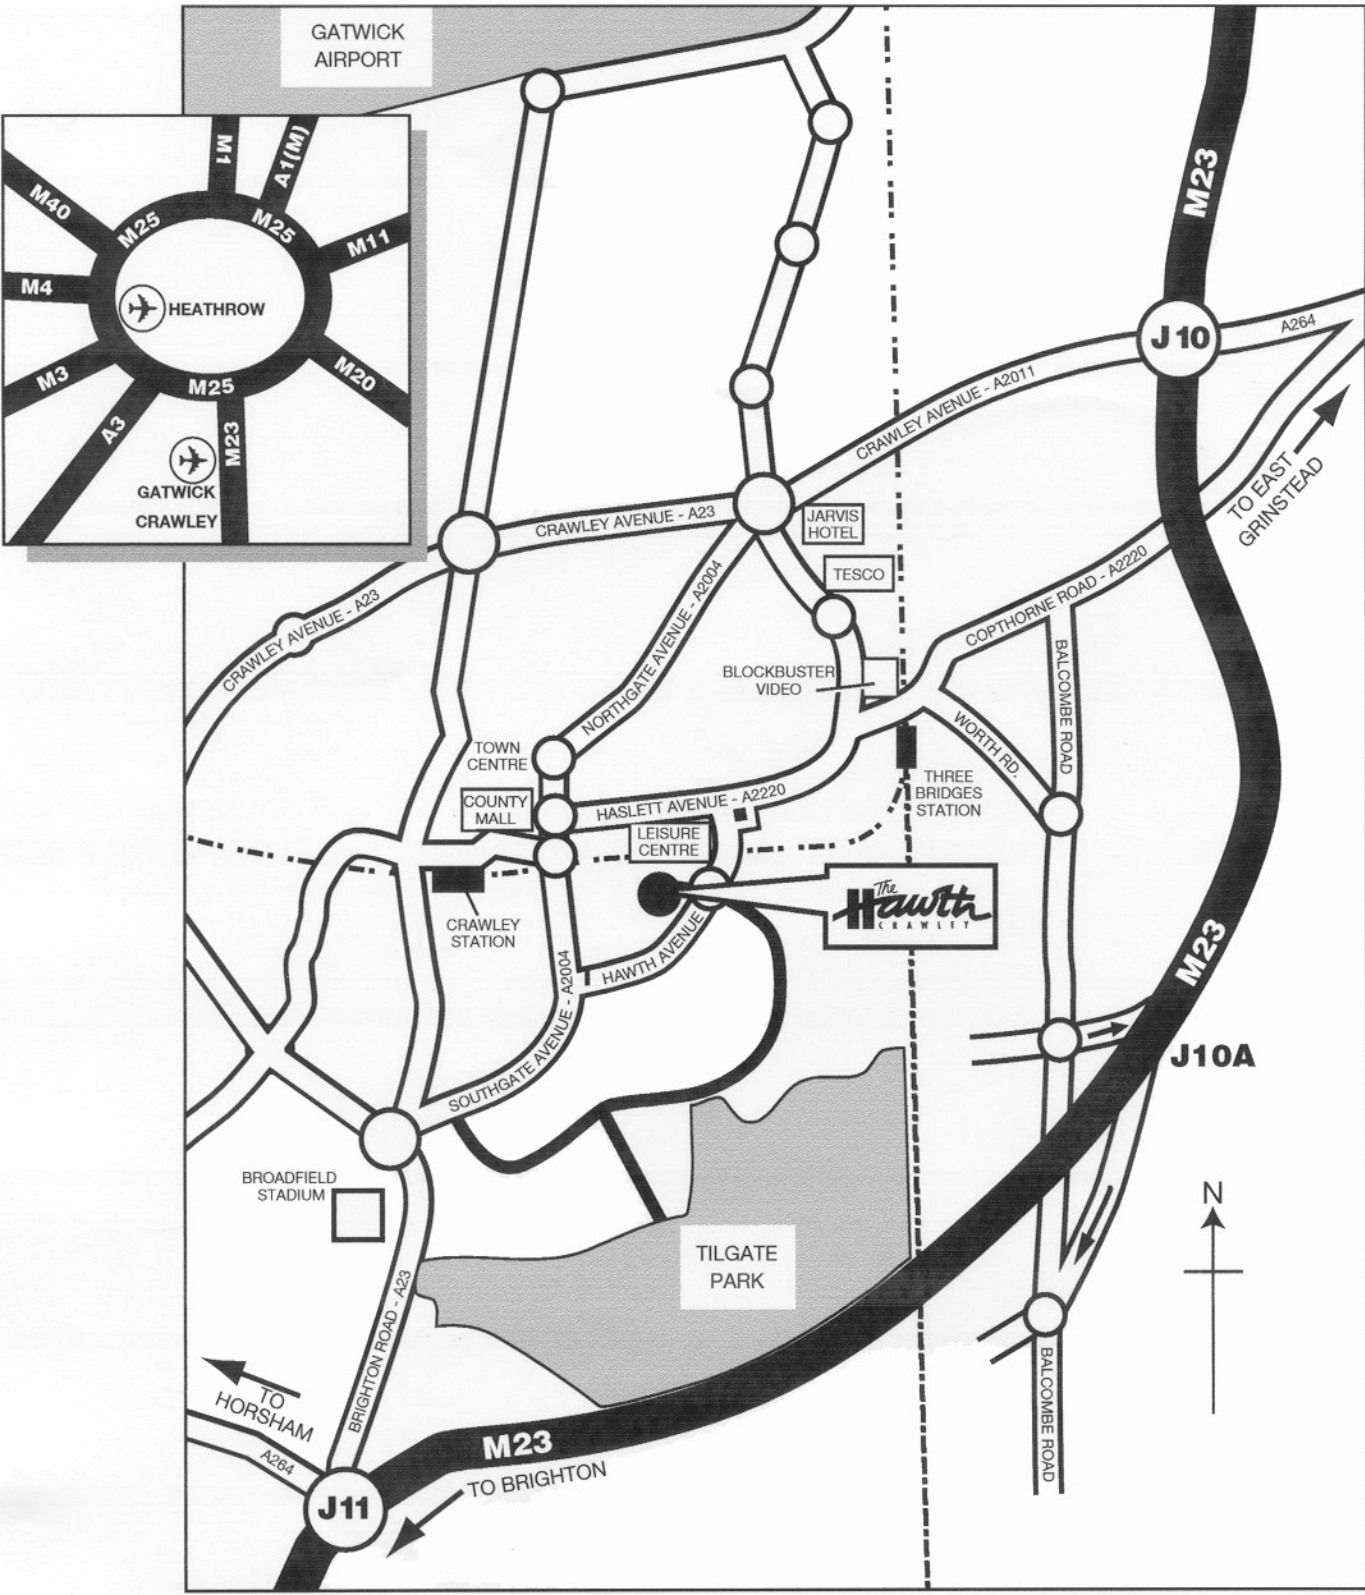 GATWICK
AIRPORT
M1
A1(M)
M40
M25
M25
M11
M4
HEATHROW
M3
M25
M20
A3
M23
GATWICK
CRAWLEY
M23
J10
A264
CRAWLEY AVENUE - A2011
TO EAST
GRINSTEAD
CRAWLEY AVENUE - A23
JARVIS
HOTEL
TESCO
CRAWLEY AVENUE - A23
NORTHGATE AVENUE - A2004
COPTHORNE ROAD - A2220
BLOCKBUSTER
VIDEO
BALCOMBE ROAD
WORTH RD.
TOWN
CENTRE
THREE
BRIDGES
STATION
COUNTY
MALL
HASLETT AVENUE - A2220
LEISURE
CENTRE
The
Hawth
CRAWLEY
CRAWLEY
STATION
HAWTH AVENUE
SOUTHGATE AVENUE - A2004
M23
J10A
BROADFIELD
STADIUM
N
TILGATE
PARK
BRIGHTON ROAD - A23
TO
HORSHAM
A264
BALCOMBE ROAD
M23
TO BRIGHTON
J11